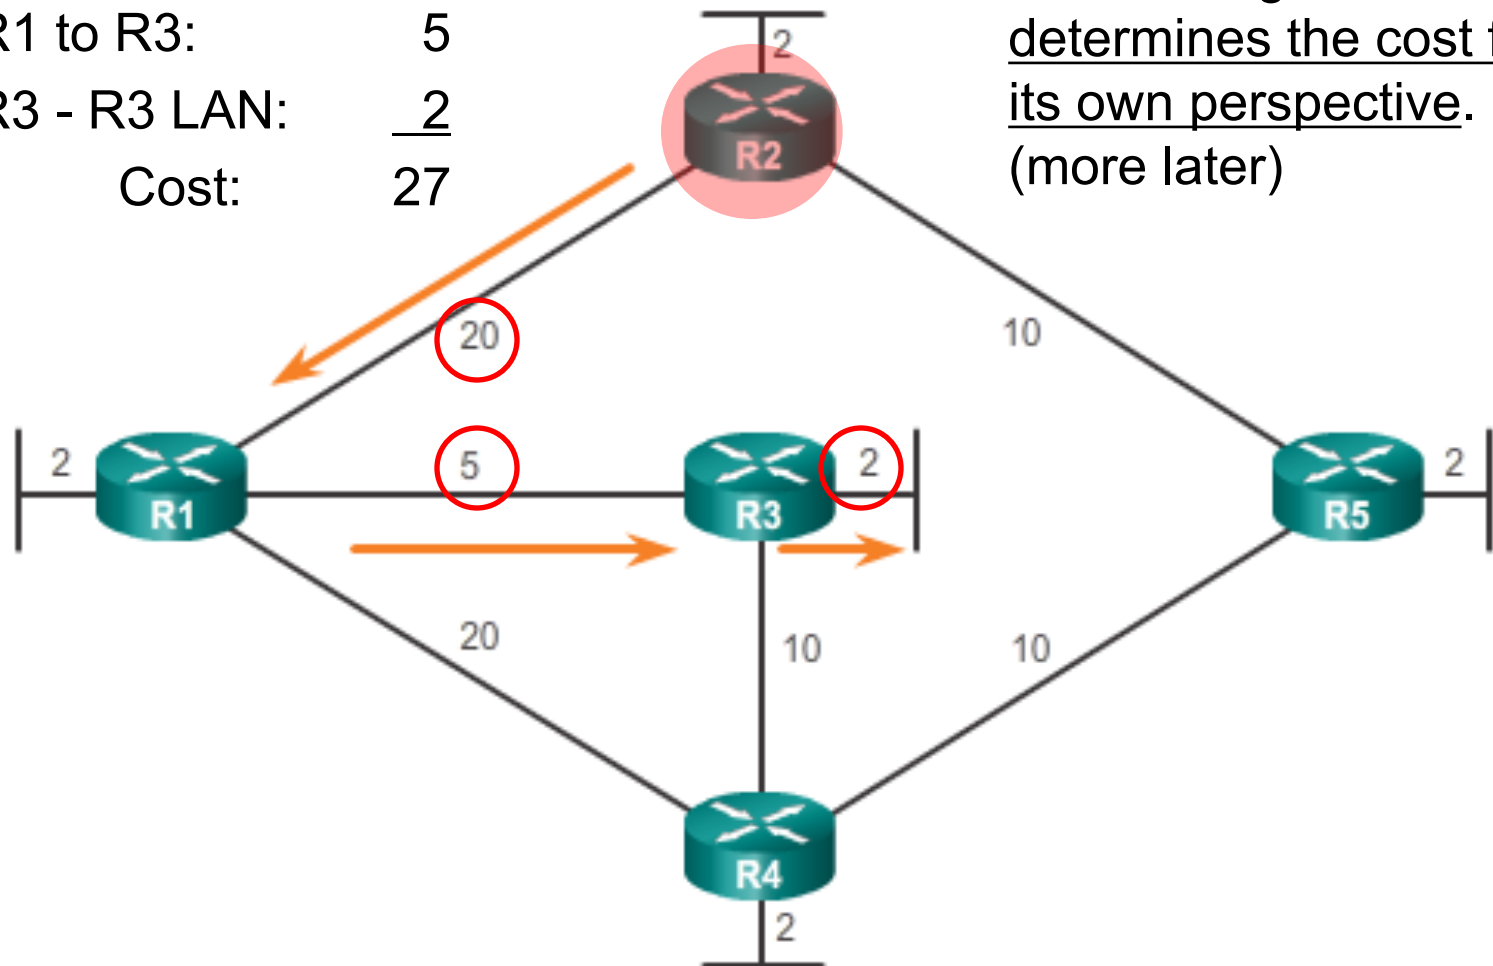 R1 to R3: 5
R3 - R3 LAN: 2
Cost: 27
determines the cost
its own perspective.
(more later)
2
R2
20
10
2
R1
5
R3
2
R5
2
20
10
10
R4
2